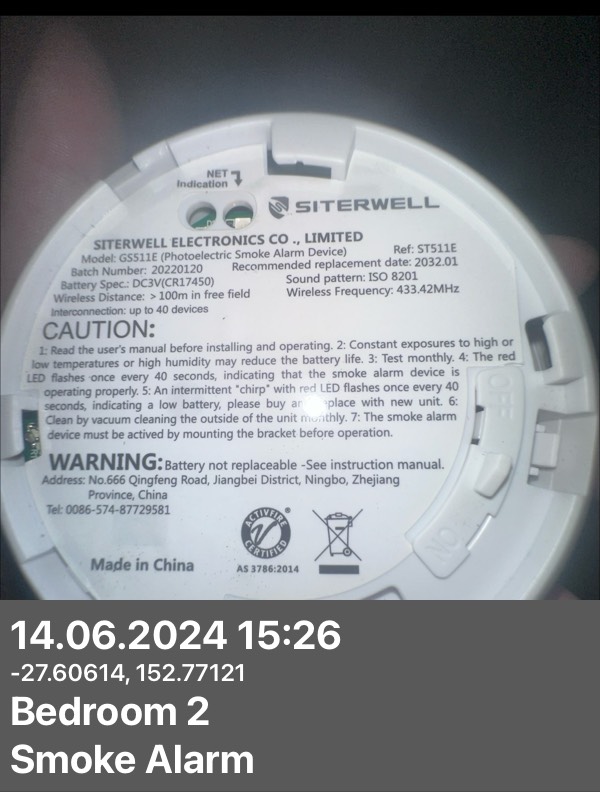 NET
Indication
SITERWELL
SITERWELL ELECTRONICS CO ., LIMITED
Model: GS511E (Photoelectric Smoke Alarm Device) Ref: ST511E
Batch Number: 20220120 Recommended replacement date: 2032.01
Battery Spec.: DC3V(CR17450) Sound pattern: ISO 8201
Wireless Distance: > 100m in free field Wireless Frequency: 433.42MHz
Interconnection: up to 40 devices
CAUTION:
1: Read the user's manual before installing and operating. 2: Constant exposures to high or
low temperatures or high humidity may reduce the battery life. 3: Test monthly. 4: The red
LED flashes once every 40 seconds, indicating that the smoke alarm device is
operating properly. 5: An intermittent "chirp" with red LED flashes once every 40
seconds, indicating a low battery, please buy and replace with new unit. 6:
Clean by vacuum cleaning the outside of the unit monthly. 7: The smoke alarm
device must be actived by mounting the bracket before operation.
WARNING: Battery not replaceable -See instruction manual.
Address: No.666 Qingfeng Road, Jiangbei District, Ningbo, Zhejiang
Province, China
Tel: 0086-574-87729581
ACTIVFIRE
CERTIFIED
®
Made in China
AS 3786:2014
OFF
ON
14.06.2024 15:26
-27.60614, 152.77121
Bedroom 2
Smoke Alarm